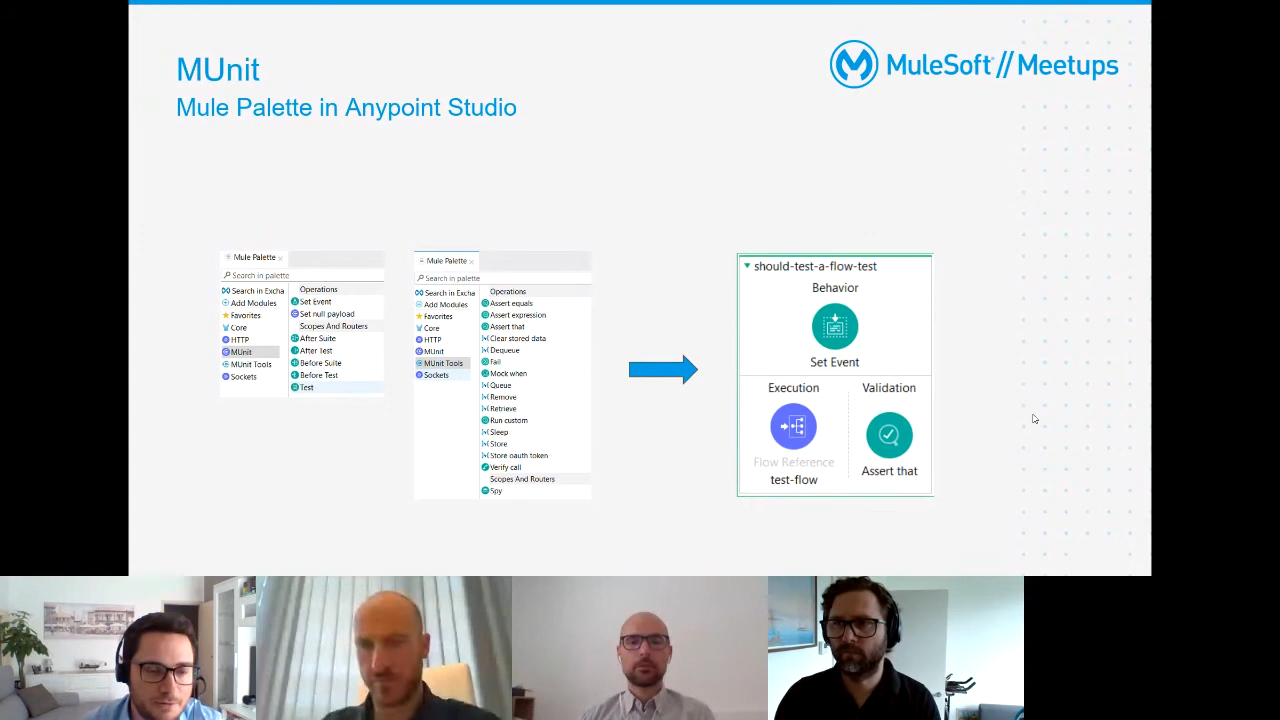 MUnit
Mule Palette in Anypoint Studio
MuleSoft // Meetups
Mule Palette
Search in palette
Search in Excha
Add Modules
Favorites
Core
HTTP
MUnit
MUnit Tools
Sockets
Operations
Set Event
Set null payload
Scopes And Routers
After Suite
After Test
Before Suite
Before Test
Test
Mule Palette
Search in palette
Search in Excha
Add Modules
Favorites
Core
HTTP
MUnit
MUnit Tools
Sockets
Operations
Assert equals
Assert expression
Assert that
Clear stored data
Dequeue
Fail
Mock when
Queue
Remove
Retrieve
Run custom
Sleep
Store
Store oauth token
Verify call
Scopes And Routers
Spy
should-test-a-flow-test
Behavior
Set Event
Execution
Flow Reference
test-flow
Validation
Assert that